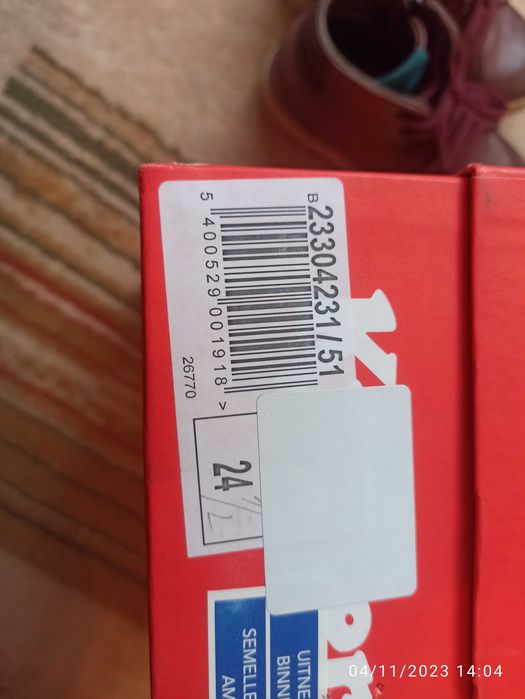 B 23304231/51
5 400529 001918 >
26770
24
1/2
UITNE
BINN
SEMELLE
AM
04/11/2023 14:04